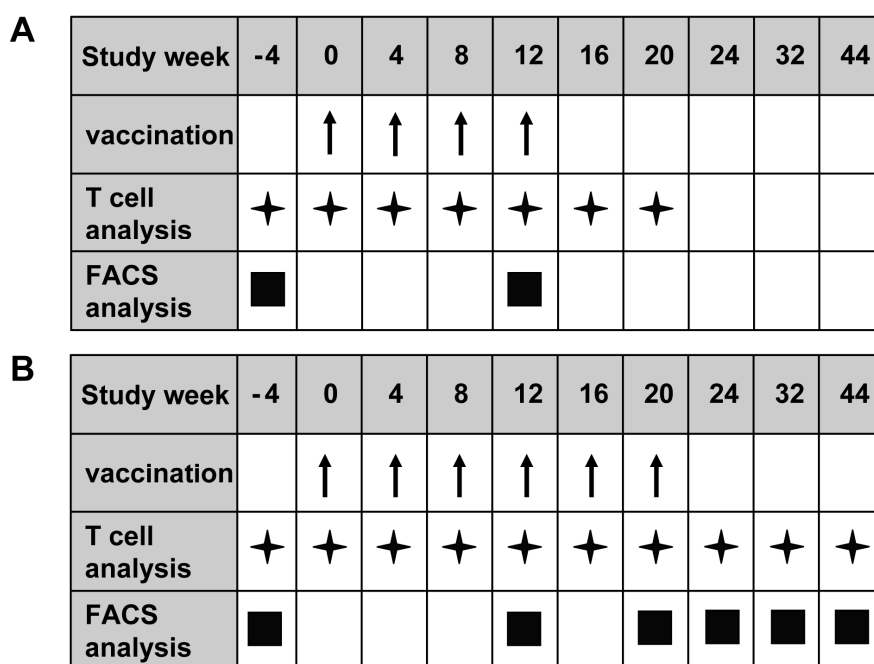 A
Study week -4 0 4 8 12 16 20 24 32 44
vaccination
T cell
analysis
FACS
analysis
B
Study week -4 0 4 8 12 16 20 24 32 44
vaccination
T cell
analysis
FACS
analysis